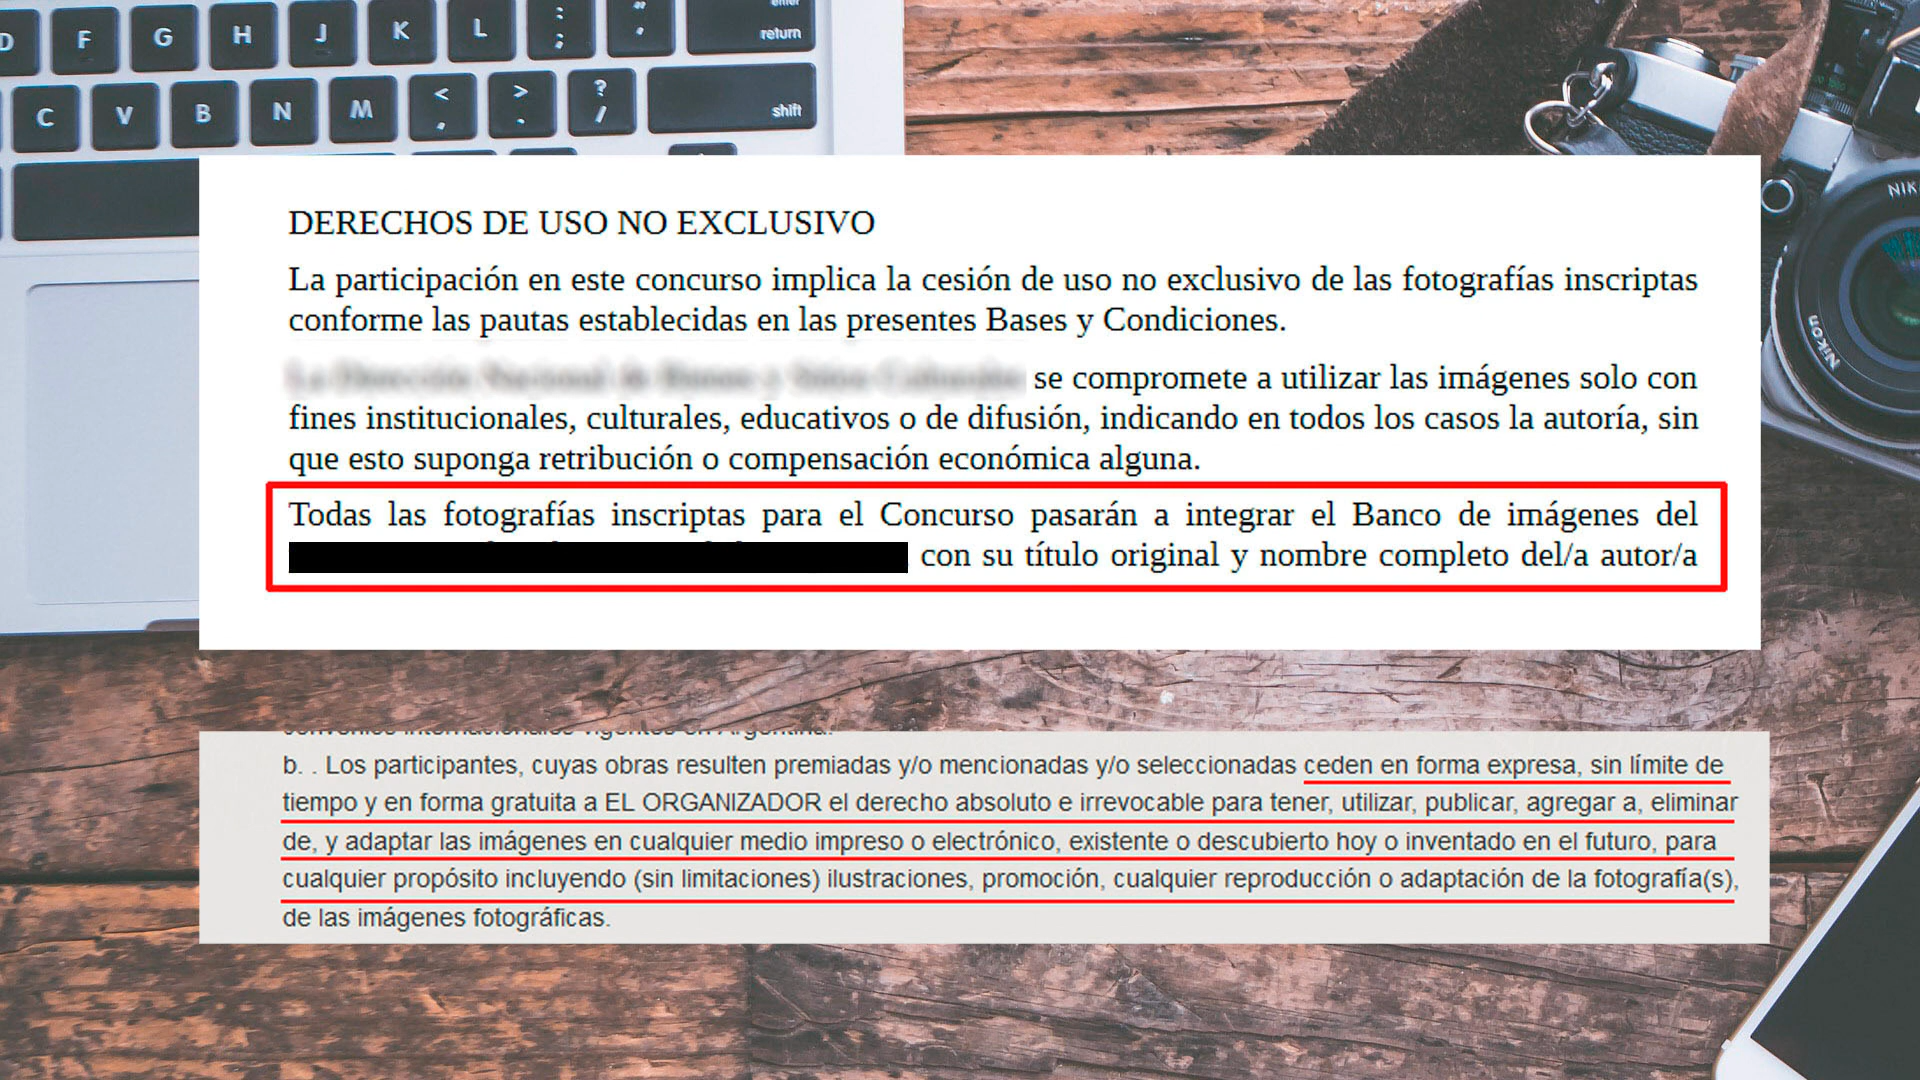 D F G H J K L : ; " ' enter return
C V B N M < , > . ? / shift
NIK
Nikon
DERECHOS DE USO NO EXCLUSIVO
La participación en este concurso implica la cesión de uso no exclusivo de las fotografías inscriptas
conforme las pautas establecidas en las presentes Bases y Condiciones.
se compromete a utilizar las imágenes solo con
fines institucionales, culturales, educativos o de difusión, indicando en todos los casos la autoría, sin
que esto suponga retribución o compensación económica alguna.
Todas las fotografías inscriptas para el Concurso pasarán a integrar el Banco de imágenes del
con su título original y nombre completo del/a autor/a
b. . Los participantes, cuyas obras resulten premiadas y/o mencionadas y/o seleccionadas ceden en forma expresa, sin límite de
tiempo y en forma gratuita a EL ORGANIZADOR el derecho absoluto e irrevocable para tener, utilizar, publicar, agregar a, eliminar
de, y adaptar las imágenes en cualquier medio impreso o electrónico, existente o descubierto hoy o inventado en el futuro, para
cualquier propósito incluyendo (sin limitaciones) ilustraciones, promoción, cualquier reproducción o adaptación de la fotografía(s),
de las imágenes fotográficas.